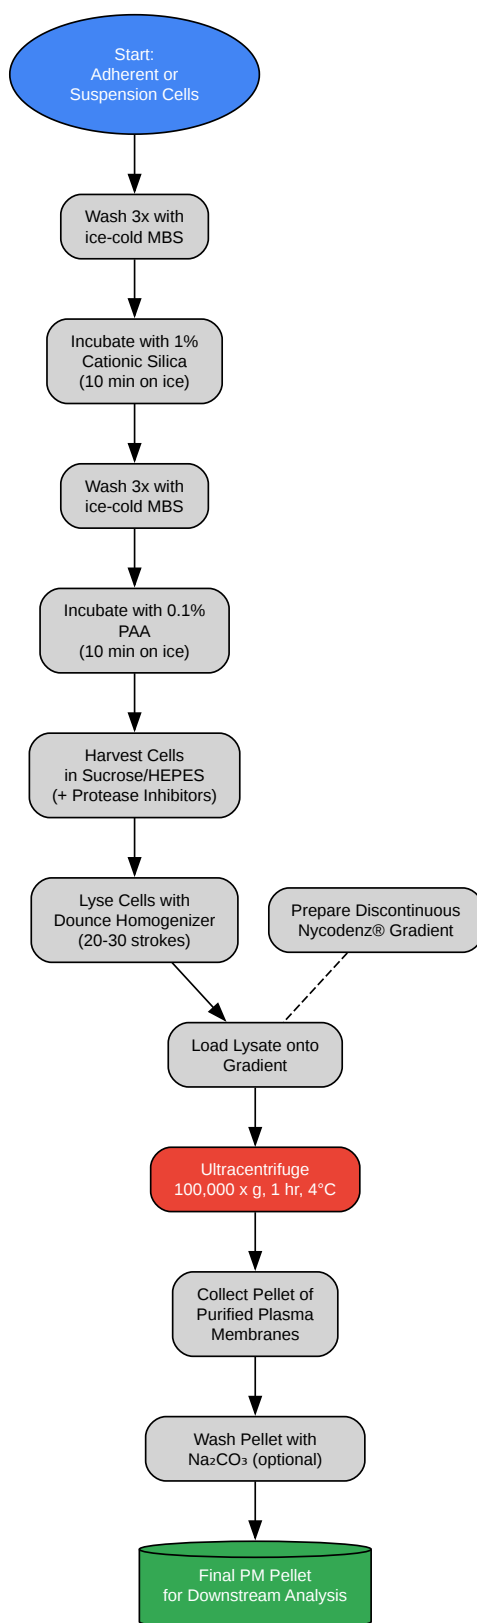 Start:
Adherent or
Suspension Cells
Wash 3x with
ice-cold MBS
Incubate with 1%
Cationic Silica
(10 min on ice)
Wash 3x with
ice-cold MBS
Incubate with 0.1%
PAA
(10 min on ice)
Harvest Cells
in Sucrose/HEPES
(+ Protease Inhibitors)
Lyse Cells with
Dounce Homogenizer
(20-30 strokes)
Prepare Discontinuous
Nycodenz® Gradient
Load Lysate onto
Gradient
Ultracentrifuge
100,000 x g, 1 hr, 4°C
Collect Pellet of
Purified Plasma
Membranes
Wash Pellet with
Na₂CO₃ (optional)
Final PM Pellet
for Downstream Analysis